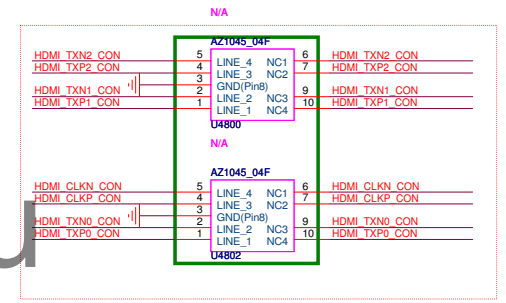 N/A
AZ1045_04F
HDMI_TXN2_CON 5 LINE_4 NC1 6 HDMI_TXN2_CON
HDMI_TXP2_CON 4 LINE_3 NC2 7 HDMI_TXP2_CON
3 GND(Pin8)
HDMI_TXN1_CON 2 LINE_2 NC3 9 HDMI_TXN1_CON
HDMI_TXP1_CON 1 LINE_1 NC4 10 HDMI_TXP1_CON
U4800
N/A
AZ1045_04F
HDMI_CLKN_CON 5 LINE_4 NC1 6 HDMI_CLKN_CON
HDMI_CLKP_CON 4 LINE_3 NC2 7 HDMI_CLKP_CON
3 GND(Pin8)
HDMI_TXN0_CON 2 LINE_2 NC3 9 HDMI_TXN0_CON
HDMI_TXP0_CON 1 LINE_1 NC4 10 HDMI_TXP0_CON
U4802